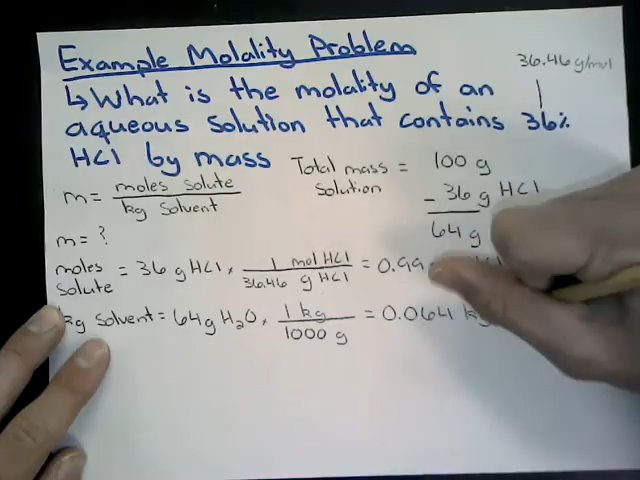 Example Molality Problem
36.46 g/mol
↳ What is the molality of an
aqueous solution that contains 36%
HCl by mass
Total mass = 100 g
solution
- 36 g HCl
64 g
m = moles solute / kg solvent
m = ?
moles solute = 36 g HCl × 1 mol HCl / 36.46 g HCl = 0.99
kg solvent = 64 g H₂O × 1 kg / 1000 g = 0.064 kg